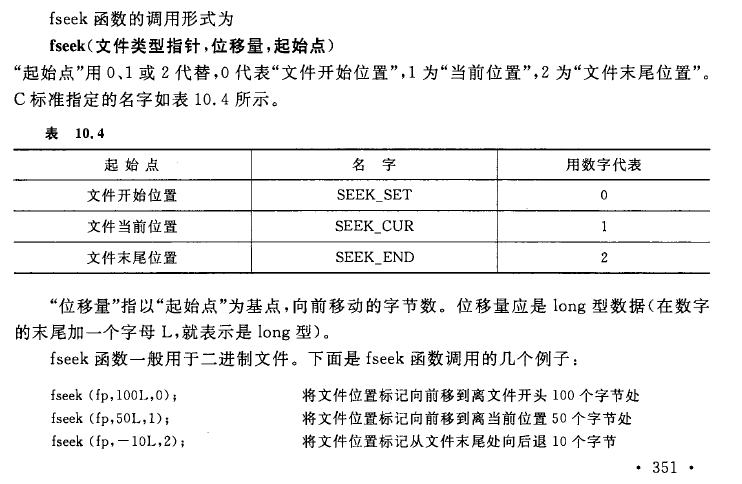 fseek 函数的调用形式为
fseek(文件类型指针,位移量,起始点)
“起始点”用 0、1 或 2 代替,0 代表“文件开始位置”,1 为“当前位置”,2 为“文件末尾位置”。
C 标准指定的名字如表 10.4 所示。
表 10.4
起始点 名字 用数字代表
文件开始位置 SEEK_SET 0
文件当前位置 SEEK_CUR 1
文件末尾位置 SEEK_END 2
“位移量”指以“起始点”为基点,向前移动的字节数。位移量应是 long 型数据(在数字
的末尾加一个字母 L,就表示是 long 型)。
fseek 函数一般用于二进制文件。下面是 fseek 函数调用的几个例子:
fseek (fp,100L,0); 将文件位置标记向前移到离文件开头 100 个字节处
fseek (fp,50L,1); 将文件位置标记向前移到离当前位置 50 个字节处
fseek (fp,-10L,2); 将文件位置标记从文件末尾处向后退 10 个字节
· 351 ·